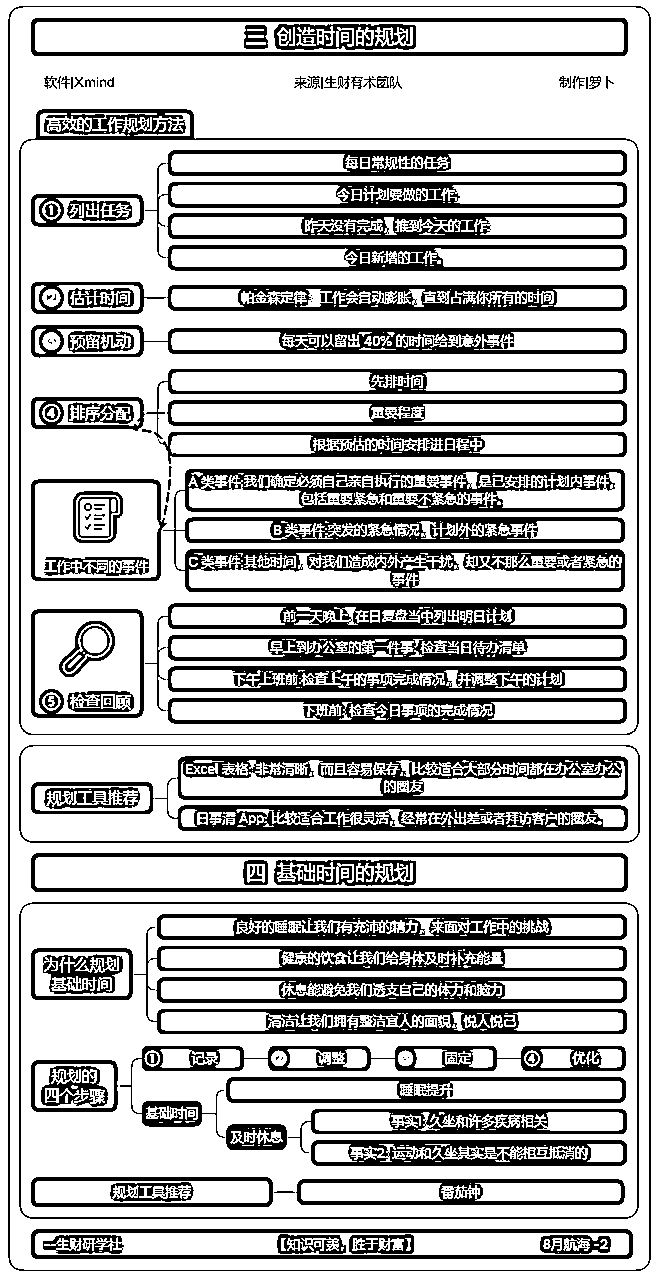 三 创造时间的规划
软件|Xmind 来源|生财有术团队 制作|萝卜
高效的工作规划方法
① 列出任务
每日常规性的任务
今日计划要做的工作。
昨天没有完成，推到今天的工作
今日新增的工作。
估计时间
帕金森定律：工作会自动膨胀，直到占满你所有的时间
预留机动
每天可以留出 40% 的时间给到意外事件
④ 排序分配
先排时间
重要程度
根据预估的时间安排进日程中
工作中不同的事件
A 类事件:我们确定必须自己亲自执行的重要事件，是已安排的计划内事件，
包括重要紧急和重要不紧急的事件。
B 类事件:突发的紧急情况，计划外的紧急事件
C 类事件:其他时间，对我们造成内外产生干扰，却又不那么重要或者紧急的
事件
⑤ 检查回顾
前一天晚上，在日复盘当中列出明日计划
早上到办公室的第一件事:检查当日待办清单
下午上班前:检查上午的事项完成情况，并调整下午的计划
下班前:检查今日事项的完成情况
规划工具推荐
Excel 表格:非常清晰，而且容易保存，比较适合大部分时间都在办公室办公
的圈友
日事清 App:比较适合工作很灵活，经常在外出差或者拜访客户的圈友。
四 基础时间的规划
为什么规划
基础时间
良好的睡眠让我们有充沛的精力，来面对工作中的挑战
健康的饮食让我们给身体及时补充能量
休息能避免我们透支自己的体力和脑力
清洁让我们拥有整洁宜人的面貌，悦人悦己
规划的
四个步骤
① 记录 调整 固定 ④ 优化
基础时间
睡眠提升
及时休息
事实1:久坐和许多疾病相关
事实2:运动和久坐其实是不能相互抵消的
规划工具推荐
番茄钟
—生财研学社 【知识可羡，胜于财富】 8月航海-2